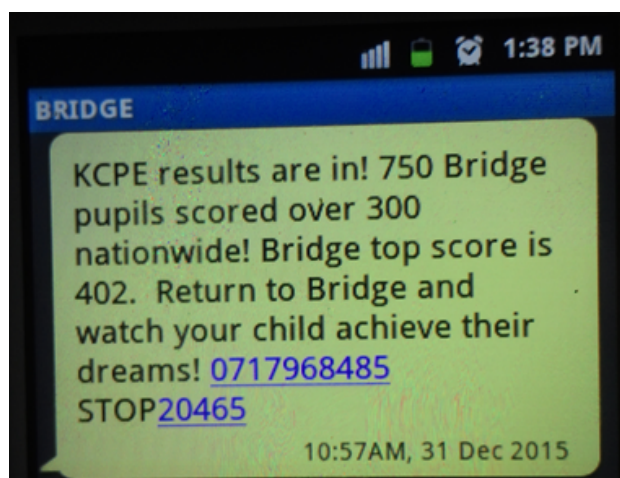 1:38 PM
BRIDGE
KCPE results are in! 750 Bridge
pupils scored over 300
nationwide! Bridge top score is
402.  Return to Bridge and
watch your child achieve their
dreams! 0717968485
STOP20465
10:57AM, 31 Dec 2015